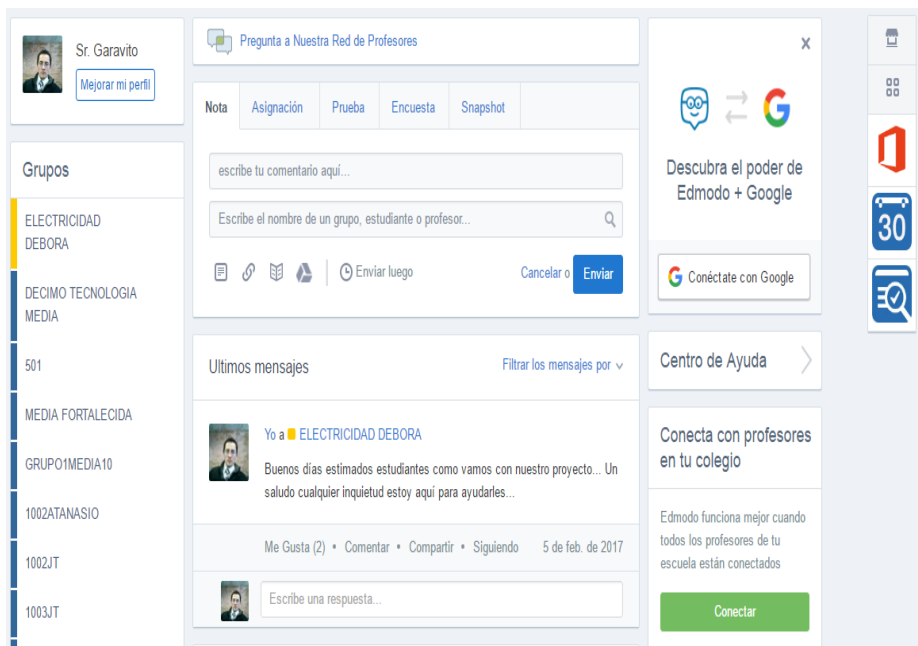 Sr. Garavito
Mejorar mi perfil
Grupos
ELECTRICIDAD
DEBORA
DECIMO TECNOLOGIA
MEDIA
501
MEDIA FORTALECIDA
GRUPO1MEDIA10
1002ATANASIO
1002JT
1003JT
Pregunta a Nuestra Red de Profesores
Nota Asignación Prueba Encuesta Snapshot
escribe tu comentario aquí...
Escribe el nombre de un grupo, estudiante o profesor...
Enviar luego Cancelar o Enviar
Ultimos mensajes Filtrar los mensajes por
Yo a ELECTRICIDAD DEBORA
Buenos días estimados estudiantes como vamos con nuestro proyecto... Un
saludo cualquier inquietud estoy aquí para ayudarles...
Me Gusta (2) • Comentar • Compartir • Siguiendo 5 de feb. de 2017
Escribe una respuesta...
x
G
Descubra el poder de
Edmodo + Google
G Conéctate con Google
Centro de Ayuda
Conecta con profesores
en tu colegio
Edmodo funciona mejor cuando
todos los profesores de tu
escuela están conectados
Conectar
30